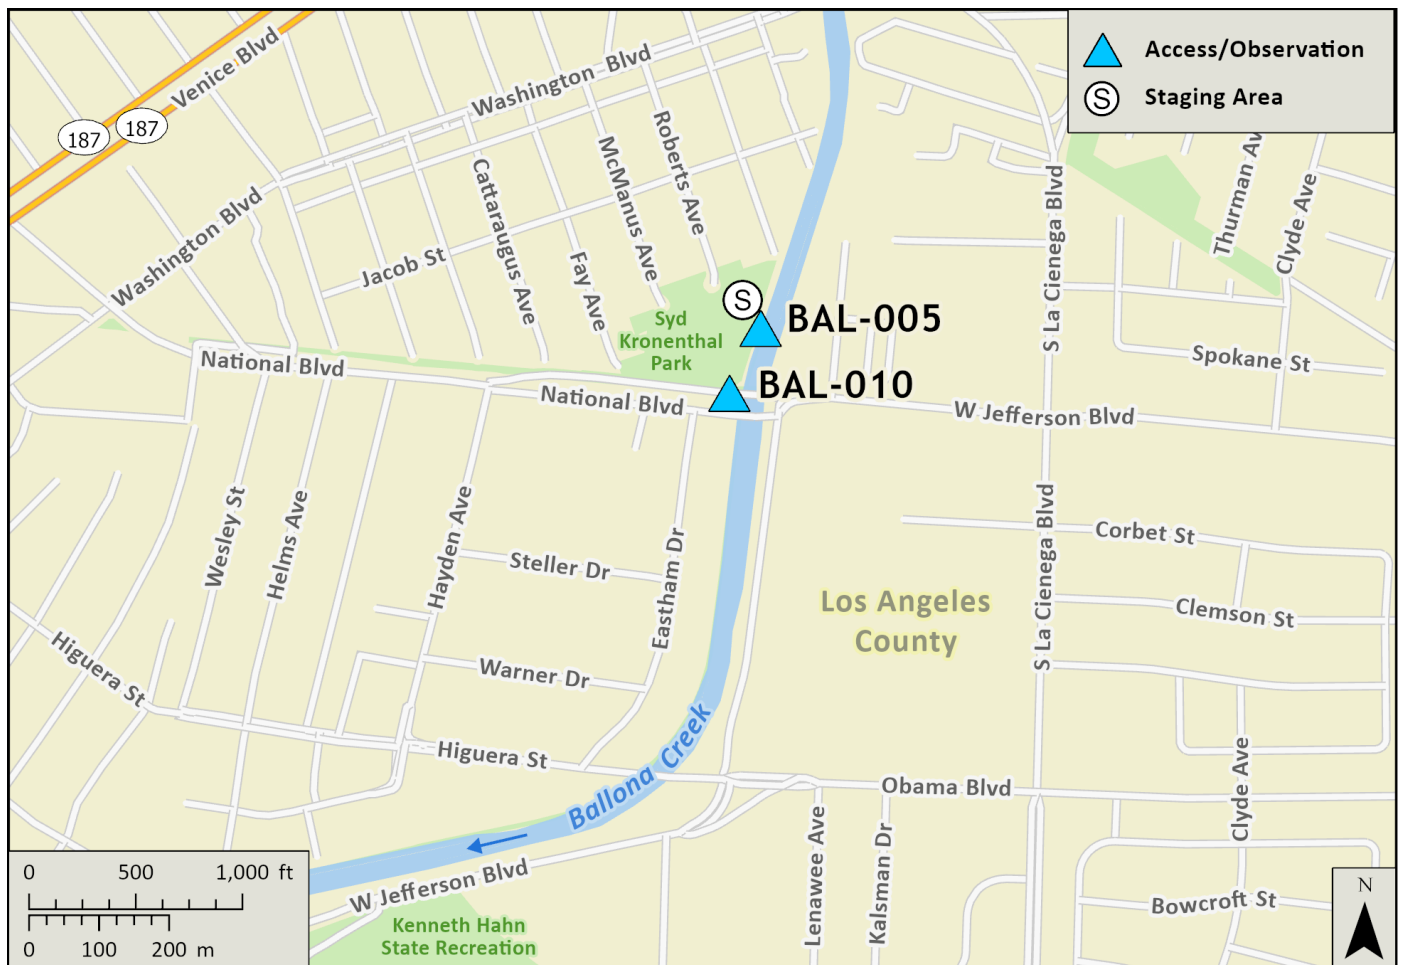 Access/Observation
S Staging Area
Venice Blvd
187
187
Washington Blvd
Washington Blvd
Roberts Ave
McManus Ave
Cattaraugus Ave
Fay Ave
Jacob St
S La Cienega Blvd
Thurman Av
Clyde Ave
S
BAL-005
Syd
Kronenthal
Park
BAL-010
National Blvd
National Blvd
Spokane St
W Jefferson Blvd
Wesley St
Helms Ave
Hayden Ave
Steller Dr
Eastham Dr
S La Cienega Blvd
Corbet St
Los Angeles
County
Clemson St
Higuera St
Warner Dr
Higuera St
Ballona Creek
Obama Blvd
Clyde Ave
Lenawee Ave
Kalsman Dr
Bowcroft St
W Jefferson Blvd
Kenneth Hahn
State Recreation
0 500 1,000 ft
0 100 200 m
N